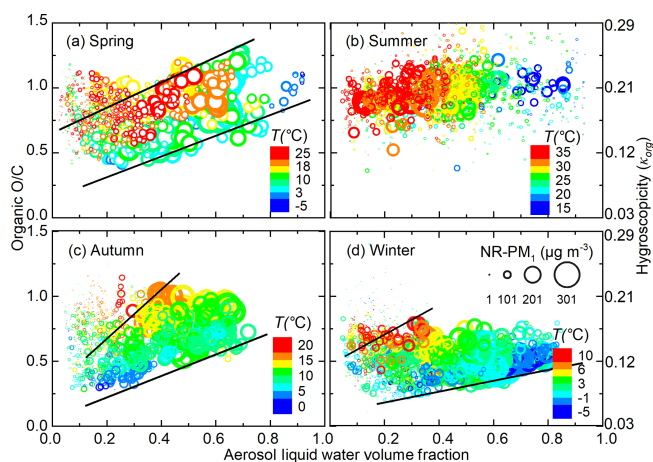 1.5
(a) Spring
(b) Summer
0.29
1.0
0.21
0.5
T(°C)
25
18
10
3
-5
T(°C)
35
30
25
20
15
0.12
0.0
0.03
Organic O/C
Hygroscopicity (κorg)
1.5
(c) Autumn
(d) Winter
NR-PM1 (µg m-3)
1 101 201 301
0.29
1.0
0.21
0.5
T(°C)
20
15
10
5
0
T(°C)
10
6
3
-1
-5
0.12
0.0
0.03
0.0 0.2 0.4 0.6 0.8 1.0 0.2 0.4 0.6 0.8 1.0
Aerosol liquid water volume fraction